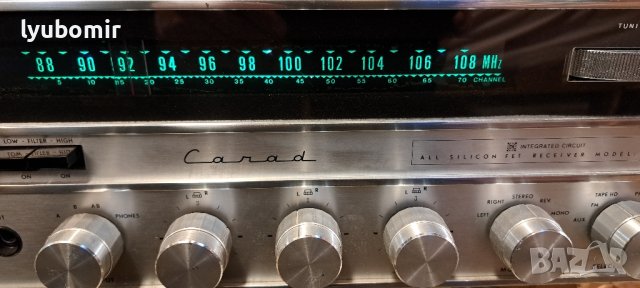 lyubomir
TUNI
88 90 92 94 96 98 100 102 104 106 108 MHz
5 10 15 20 25 30 35 40 45 50 55 60 65 70 CHANNEL
LOW - FILTER - HIGH
ON ON
Carad
INTEGRATED CIRCUIT
ALL SILICON FET RECEIVER MODEL
A B AB PHONES
L R
L R
L R
LEFT RIGHT STEREO REV. MONO
TAPE HD
FM
AUX
BAZAR